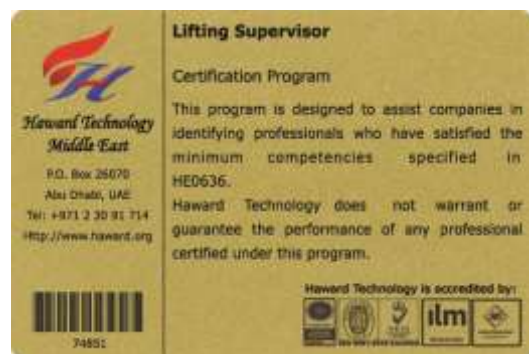 Haward Technology
Middle East
P.O. Box 26070
Abu Dhabi, UAE
Tel: +971 2 30 91 714
Http://www.haward.org
74851
Lifting Supervisor
Certification Program
This program is designed to assist companies in
identifying professionals who have satisfied the
minimum competencies specified in
HE0636.
Haward Technology does not warrant or
guarantee the performance of any professional
certified under this program.
Haward Technology is accredited by:
ilm